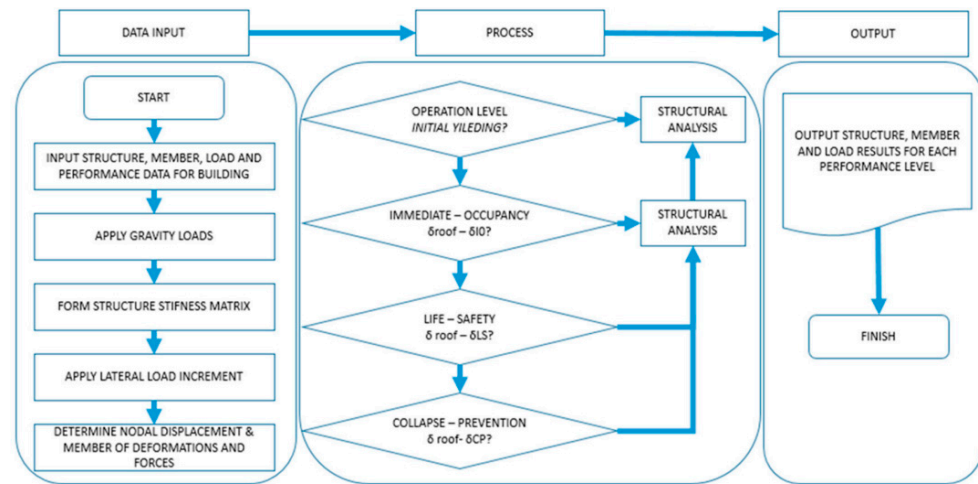 DATA INPUT
PROCESS
OUTPUT
START
INPUT STRUCTURE, MEMBER, LOAD AND
PERFORMANCE DATA FOR BUILDING
APPLY GRAVITY LOADS
FORM STRUCTURE STIFNESS MATRIX
APPLY LATERAL LOAD INCREMENT
DETERMINE NODAL DISPLACEMENT &
MEMBER OF DEFORMATIONS AND
FORCES
OPERATION LEVEL
INITIAL YILEDING?
STRUCTURAL
ANALYSIS
IMMEDIATE – OCCUPANCY
δroof – δI0?
STRUCTURAL
ANALYSIS
LIFE – SAFETY
δ roof – δLS?
COLLAPSE – PREVENTION
δ roof- δCP?
OUTPUT STRUCTURE, MEMBER
AND LOAD RESULTS FOR EACH
PERFORMANCE LEVEL
FINISH